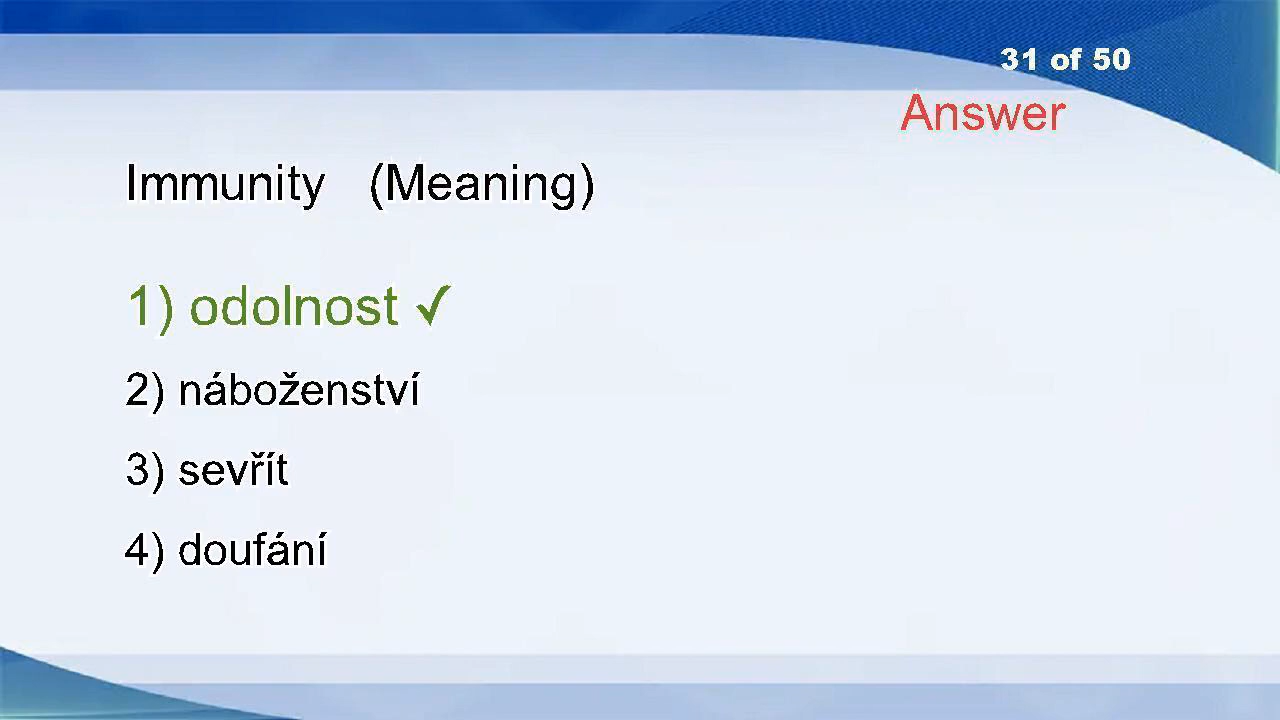 31 of 50
Answer
Immunity (Meaning)
1) odolnost ✓
2) náboženství
3) sevřít
4) doufání